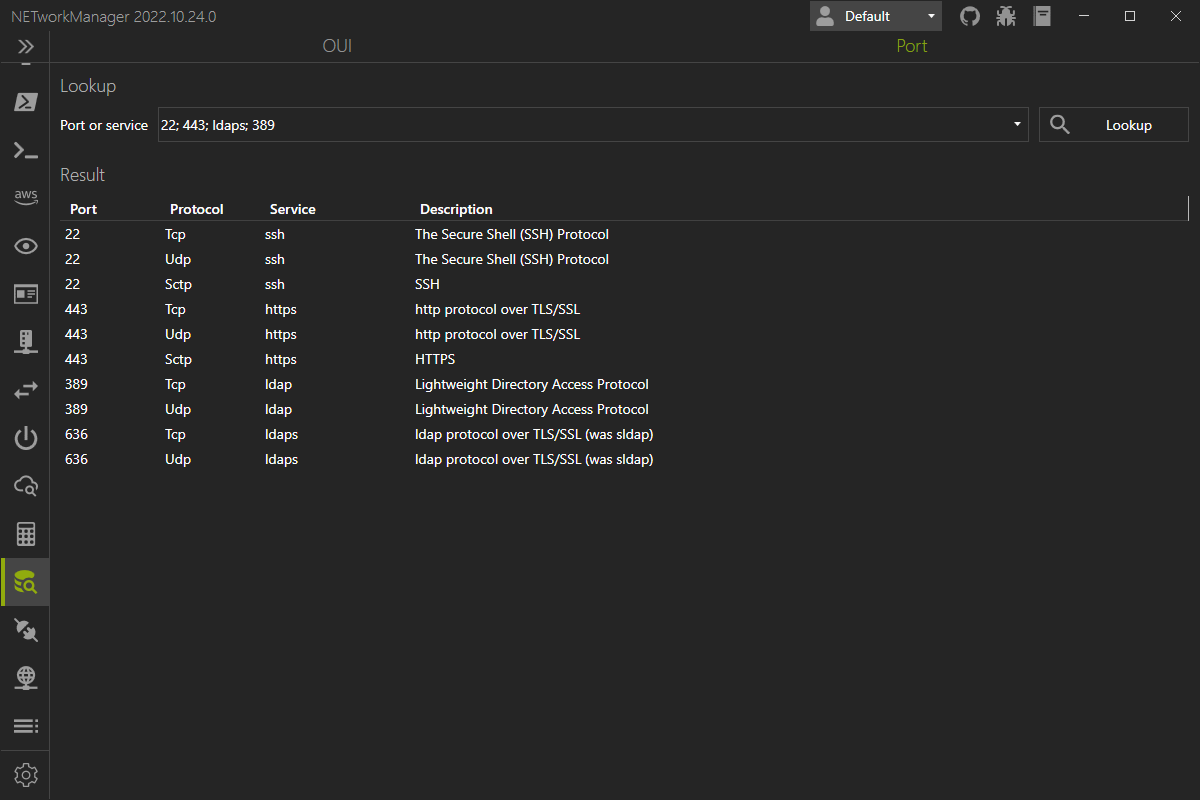 NETworkManager 2022.10.24.0
Default
OUI
Port
Lookup
Port or service
22; 443; ldaps; 389
Lookup
Result
Port Protocol Service Description
22 Tcp ssh The Secure Shell (SSH) Protocol
22 Udp ssh The Secure Shell (SSH) Protocol
22 Sctp ssh SSH
443 Tcp https http protocol over TLS/SSL
443 Udp https http protocol over TLS/SSL
443 Sctp https HTTPS
389 Tcp ldap Lightweight Directory Access Protocol
389 Udp ldap Lightweight Directory Access Protocol
636 Tcp ldaps ldap protocol over TLS/SSL (was sldap)
636 Udp ldaps ldap protocol over TLS/SSL (was sldap)
aws